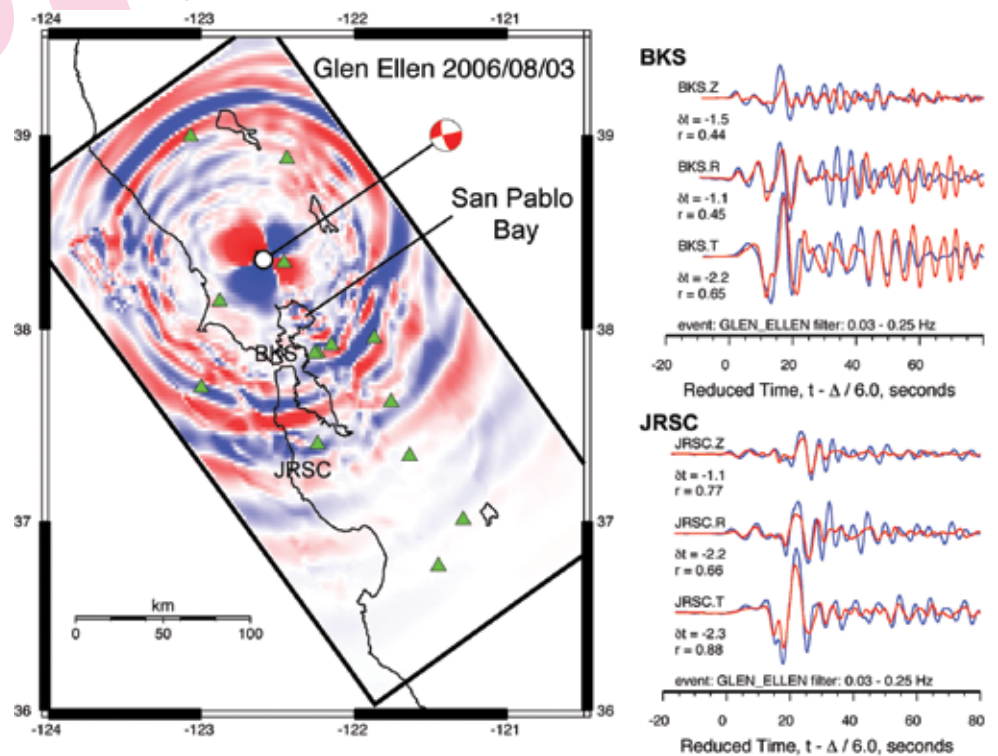 -124 -123 -122 -121
Glen Ellen 2006/08/03
39 39
San Pablo
Bay
38 38
BKS
JRSC
37 37
km
0 50 100
36 36
-124 -123 -122 -121
BKS
BKS.Z
δt = -1.5
r = 0.44
BKS.R
δt = -1.1
r = 0.45
BKS.T
δt = -2.2
r = 0.65
event: GLEN_ELLEN filter: 0.03 - 0.25 Hz
-20 0 20 40 60
Reduced Time, t - Δ / 6.0, seconds
JRSC
JRSC.Z
δt = -1.1
r = 0.77
JRSC.R
δt = -2.2
r = 0.66
JRSC.T
δt = -2.3
r = 0.88
event: GLEN_ELLEN filter: 0.03 - 0.25 Hz
-20 0 20 40 60 80
Reduced Time, t - Δ / 6.0, seconds